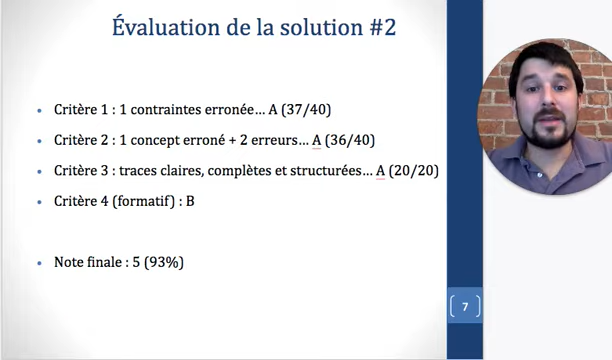 Évaluation de la solution #2
• Critère 1 : 1 contraintes erronée… A (37/40)
• Critère 2 : 1 concept erroné + 2 erreurs… A (36/40)
• Critère 3 : traces claires, complètes et structurées… A (20/20)
• Critère 4 (formatif) : B
• Note finale : 5 (93%)
7